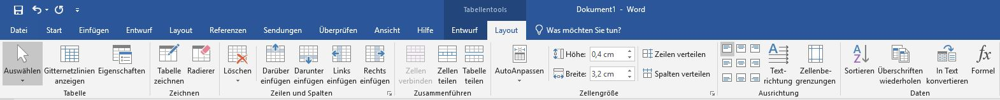 Tabellentools
Dokument1 - Word
Datei Start Einfügen Entwurf Layout Referenzen Sendungen Überprüfen Ansicht Hilfe Entwurf Layout Was möchten Sie tun?
Auswählen
Gitternetzlinien
anzeigen
Eigenschaften
Tabelle
Tabelle
zeichnen
Radierer
Zeichnen
Löschen
Darüber
einfügen
Darunter
einfügen
Links
einfügen
Rechts
einfügen
Zeilen und Spalten
Zellen
verbinden
Zellen
teilen
Tabelle
teilen
Zusammenführen
AutoAnpassen
Höhe: 0,4 cm
Breite: 3,2 cm
Zeilen verteilen
Spalten verteilen
Zellengröße
A
Text-
richtung
Zellenbe-
grenzungen
Ausrichtung
A
Z
Sortieren
Überschriften
wiederholen
In Text
konvertieren
fx
Formel
Daten